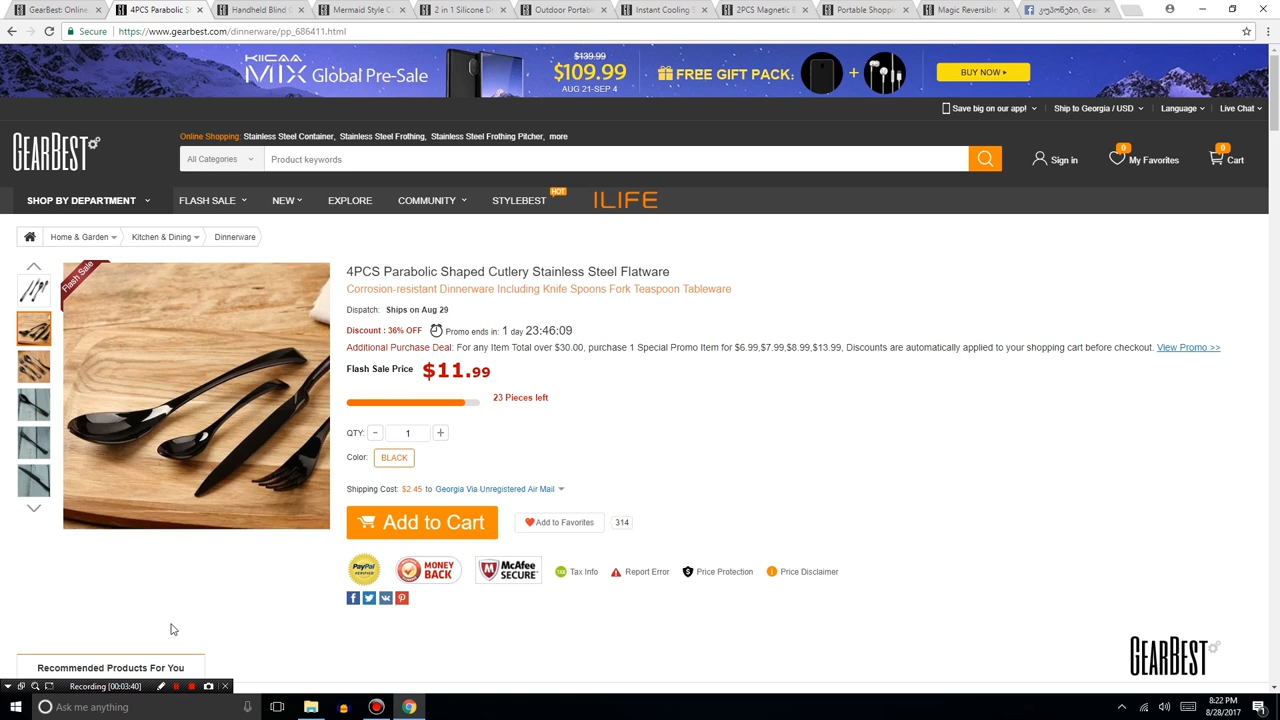 GearBest: Online
4PCS Parabolic S
Handheld Blind C
Mermaid Style C
2 in 1 Silicone D
Outdoor Portabl
Instant Cooling S
2PCS Magnetic B
Portable Shoppe
Magic Reversible
Secure https://www.gearbest.com/dinnerware/pp_686411.html
KIICAA MIX Global Pre-Sale
$139.99
$109.99
AUG 21-SEP 4
FREE GIFT PACK: +
BUY NOW
Save big on our app! Ship to Georgia / USD Language Live Chat
GEARBEST
Online Shopping: Stainless Steel Container, Stainless Steel Frothing, Stainless Steel Frothing Pitcher, more
All Categories Product keywords
Sign in 0 My Favorites 0 Cart
SHOP BY DEPARTMENT FLASH SALE NEW EXPLORE COMMUNITY STYLEBEST HOT ILIFE
Home & Garden Kitchen & Dining Dinnerware
Flash Sale
4PCS Parabolic Shaped Cutlery Stainless Steel Flatware
Corrosion-resistant Dinnerware Including Knife Spoons Fork Teaspoon Tableware
Dispatch: Ships on Aug 29
Discount : 36% OFF Promo ends in: 1 day 23:46:09
Additional Purchase Deal: For any Item Total over $30.00, purchase 1 Special Promo Item for $6.99,$7.99,$8.99,$13.99, Discounts are automatically applied to your shopping cart before checkout. View Promo >>
Flash Sale Price $11.99
23 Pieces left
QTY: - 1 +
Color: BLACK
Shipping Cost: $2.45 to Georgia Via Unregistered Air Mail
Add to Cart Add to Favorites 314
PayPal VERIFIED MONEY BACK McAfee SECURE Tax Info Report Error Price Protection Price Disclaimer
GEARBEST
Recommended Products For You
Recording [00:03:40]
Ask me anything
8:22 PM
8/28/2017